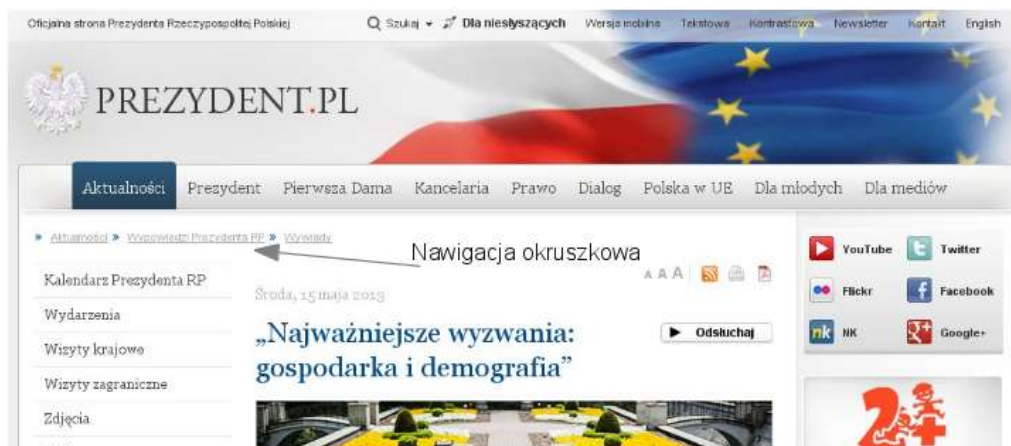 Oficjalna strona Prezydenta Rzeczypospolitej Polskiej Szukaj Dla niesłyszących Wersja mobilna Tekstowa Kontrastowa Newsletter Kontakt English
PREZYDENT.PL
Aktualności Prezydent Pierwsza Dama Kancelaria Prawo Dialog Polska w UE Dla młodych Dla mediów
» Aktualności » Wypowiedzi Prezydenta RP » Wywiady
Nawigacja okruszkowa
A A A
Kalendarz Prezydenta RP
Wydarzenia
Wizyty krajowe
Wizyty zagraniczne
Zdjęcia
Środa, 15 maja 2013
„Najważniejsze wyzwania:
gospodarka i demografia”
Odsłuchaj
YouTube Twitter
Flickr Facebook
nk NK Google+
2+